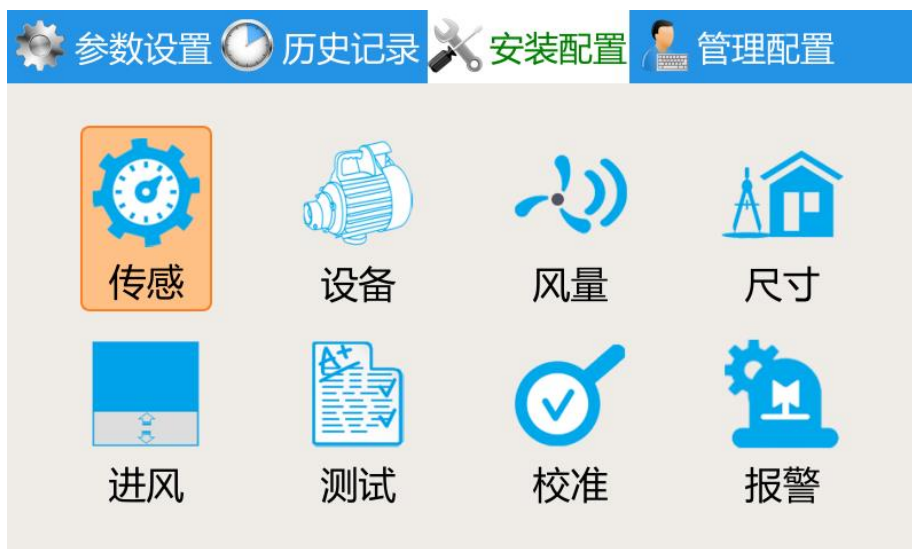 参数设置 历史记录 安装配置 管理配置
传感 设备 风量 尺寸
A+
进风 测试 校准 报警